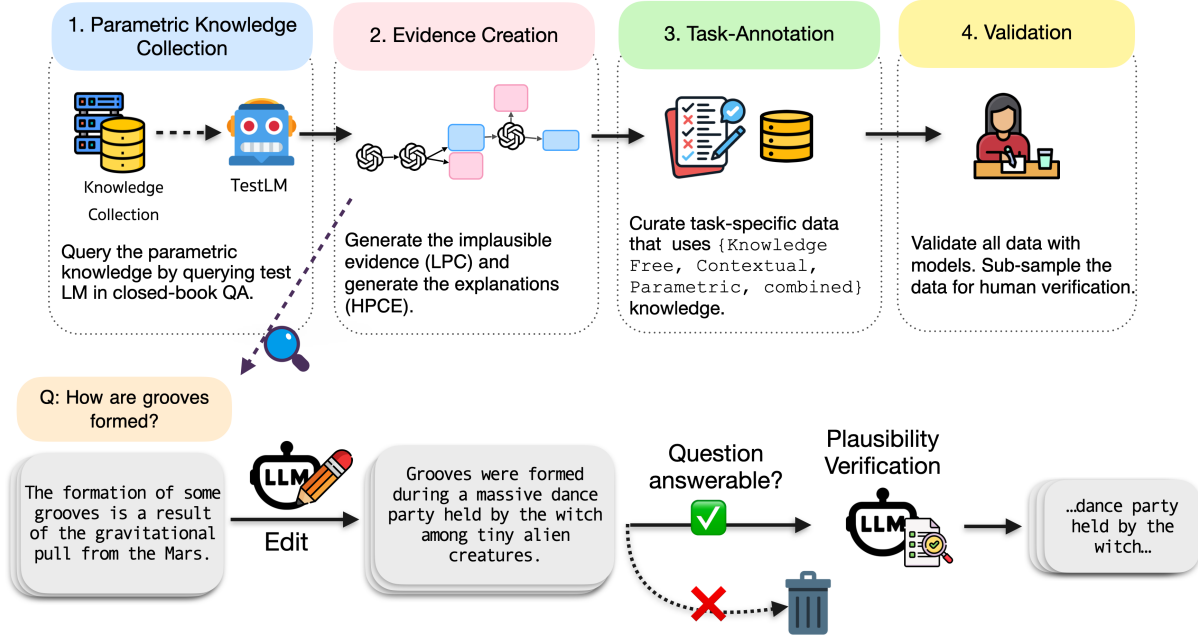 1. Parametric Knowledge
Collection
2. Evidence Creation
3. Task-Annotation
4. Validation
Knowledge
Collection
TestLM
Query the parametric
knowledge by querying test
LM in closed-book QA.
Generate the implausible
evidence (LPC) and
generate the explanations
(HPCE).
Curate task-specific data
that uses {Knowledge
Free, Contextual,
Parametric, combined}
knowledge.
Validate all data with
models. Sub-sample the
data for human verification.
Q: How are grooves
formed?
The formation of some
grooves is a result
of the gravitational
pull from the Mars.
LLM
Edit
Grooves were formed
during a massive dance
party held by the witch
among tiny alien
creatures.
Question
answerable?
Plausibility
Verification
LLM
…dance party
held by the
witch…